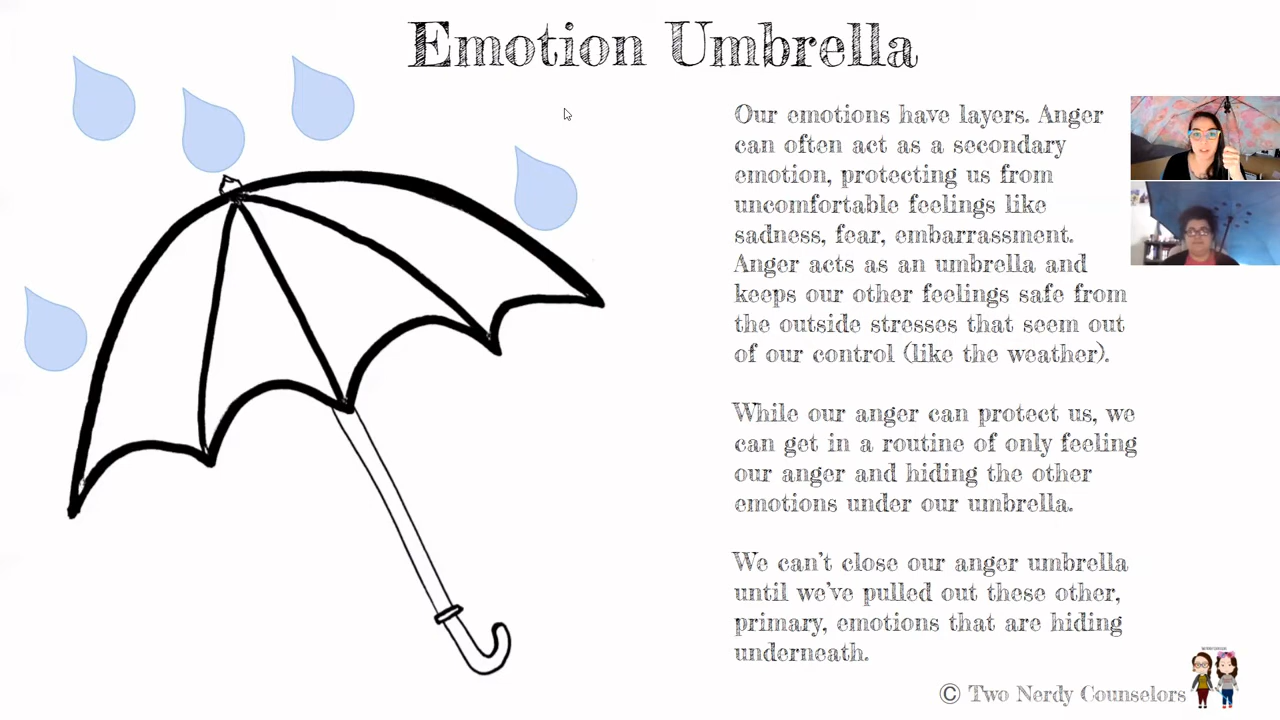 Emotion Umbrella
Our emotions have layers. Anger
can often act as a secondary
emotion, protecting us from
uncomfortable feelings like
sadness, fear, embarrassment.
Anger acts as an umbrella and
keeps our other feelings safe from
the outside stresses that seem out
of our control (like the weather).
While our anger can protect us, we
can get in a routine of only feeling
our anger and hiding the other
emotions under our umbrella.
We can't close our anger umbrella
until we've pulled out these other,
primary, emotions that are hiding
underneath.
© Two Nerdy Counselors